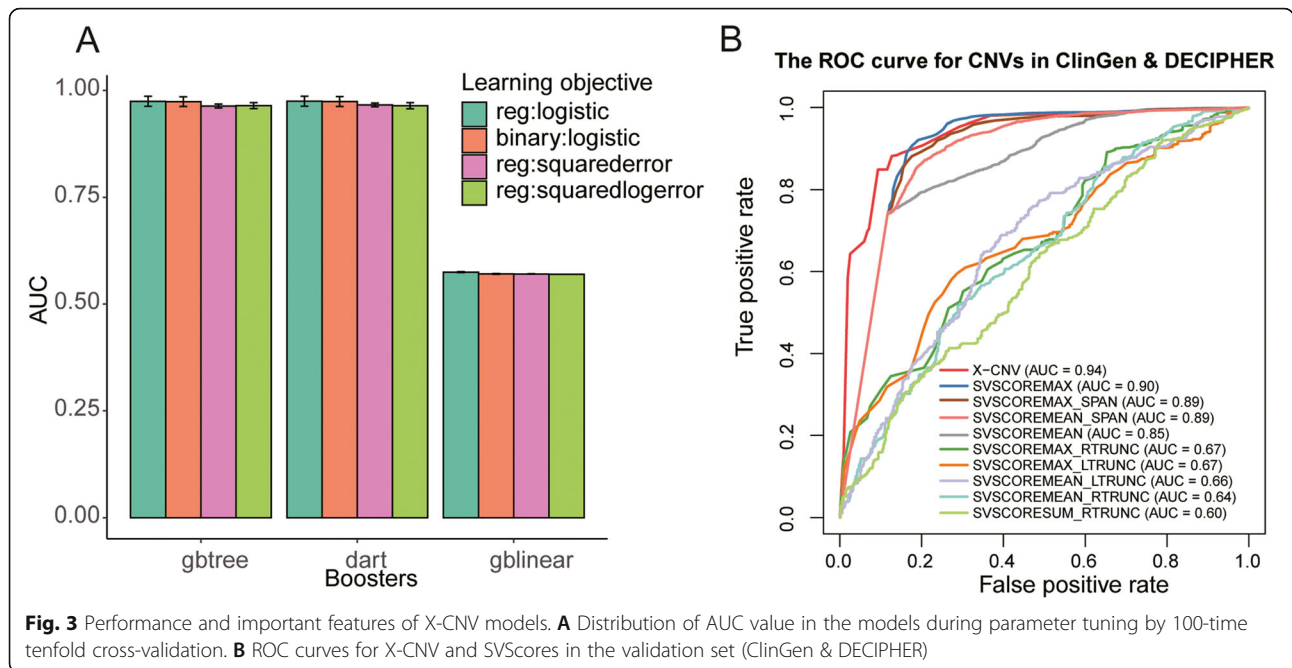 A
1.00
0.75
0.50
0.25
0.00
AUC
Learning objective
reg:logistic
binary:logistic
reg:squarederror
reg:squaredlogerror
gbtree
dart
gblinear
Boosters
B
The ROC curve for CNVs in ClinGen & DECIPHER
1.0
0.8
0.6
0.4
0.2
0.0
True positive rate
X-CNV (AUC = 0.94)
SVSCOREMAX (AUC = 0.90)
SVSCOREMAX_SPAN (AUC = 0.89)
SVSCOREMEAN_SPAN (AUC = 0.89)
SVSCOREMEAN (AUC = 0.85)
SVSCOREMAX_RTRUNC (AUC = 0.67)
SVSCOREMAX_LTRUNC (AUC = 0.67)
SVSCOREMEAN_LTRUNC (AUC = 0.66)
SVSCOREMEAN_RTRUNC (AUC = 0.64)
SVSCORESUM_RTRUNC (AUC = 0.60)
0.0 0.2 0.4 0.6 0.8 1.0
False positive rate
Fig. 3 Performance and important features of X-CNV models. A Distribution of AUC value in the models during parameter tuning by 100-time
tenfold cross-validation. B ROC curves for X-CNV and SVScores in the validation set (ClinGen & DECIPHER)